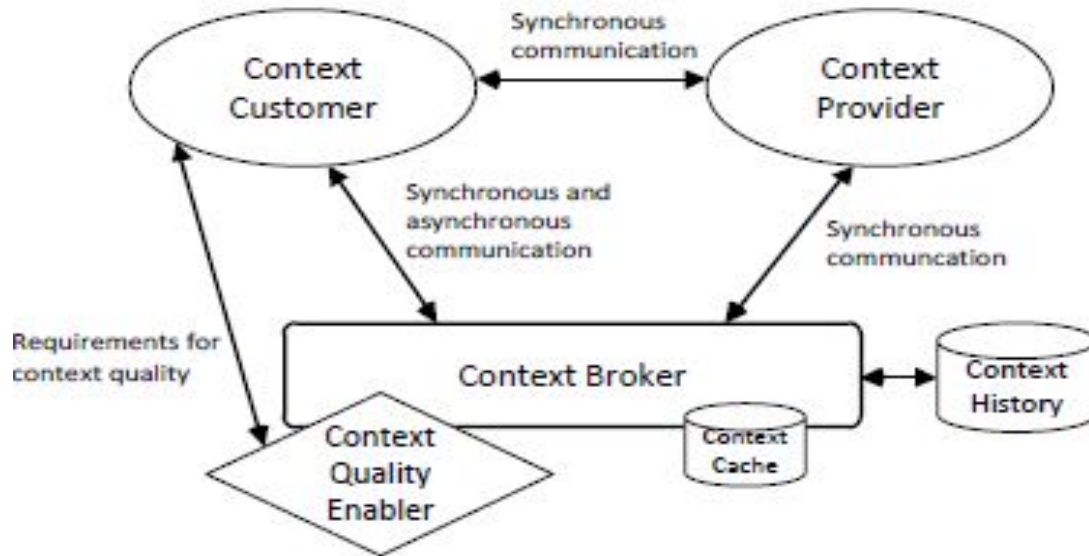 Synchronous
communication
Context
Customer
Context
Provider
Synchronous and
asynchronous
communication
Synchronous
communcation
Requirements for
context quality
Context Broker
Context
History
Context
Cache
Context
Quality
Enabler